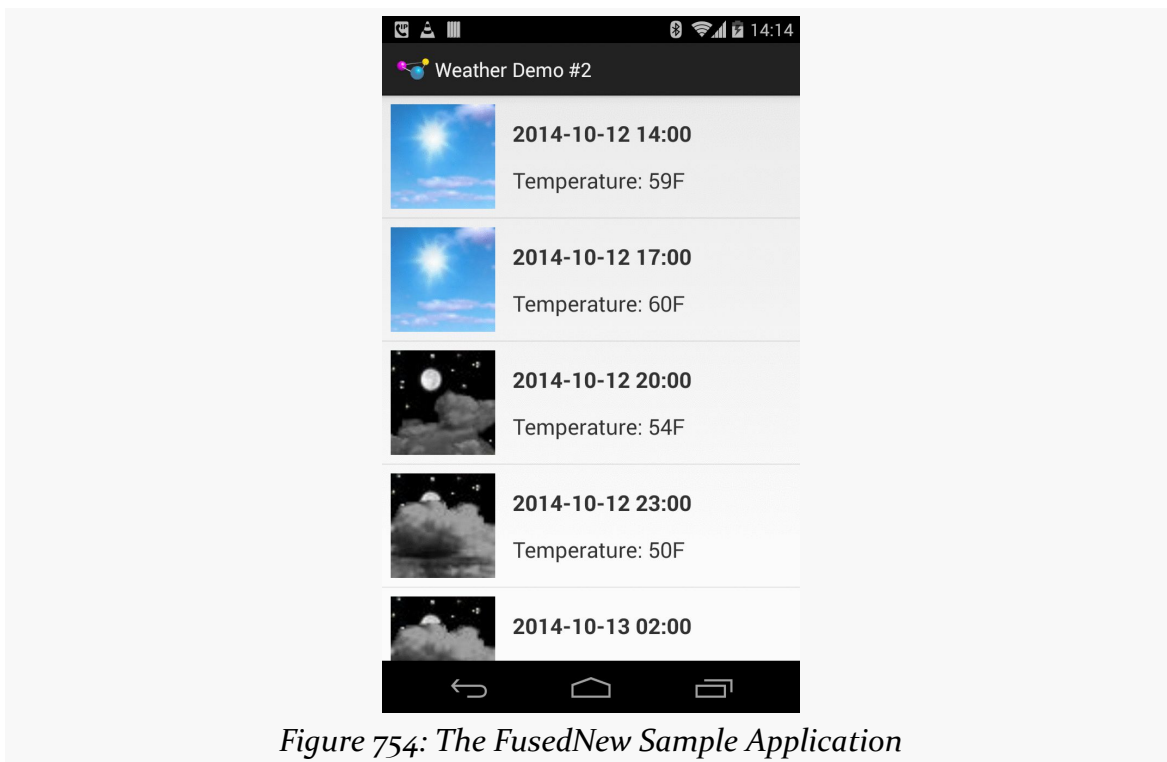 14:14
Weather Demo #2
2014-10-12 14:00
Temperature: 59F
2014-10-12 17:00
Temperature: 60F
2014-10-12 20:00
Temperature: 54F
2014-10-12 23:00
Temperature: 50F
2014-10-13 02:00
Figure 754: The FusedNew Sample Application